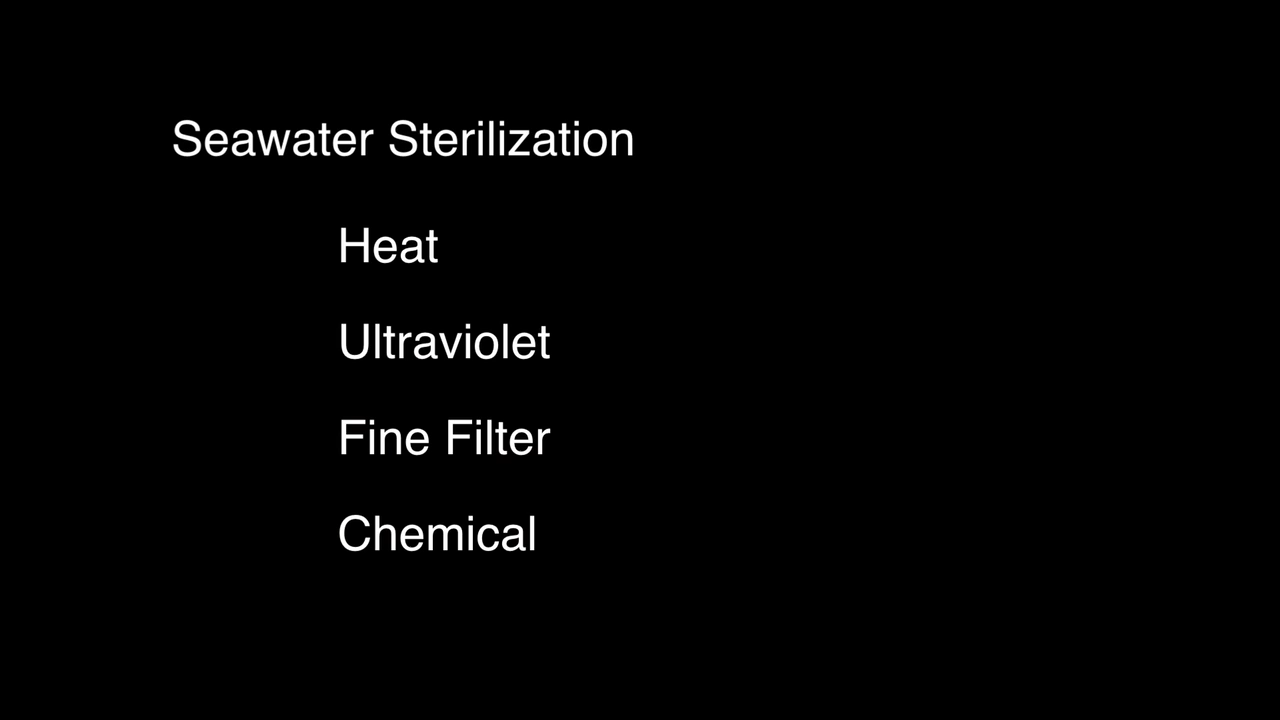 Seawater Sterilization
Heat
Ultraviolet
Fine Filter
Chemical